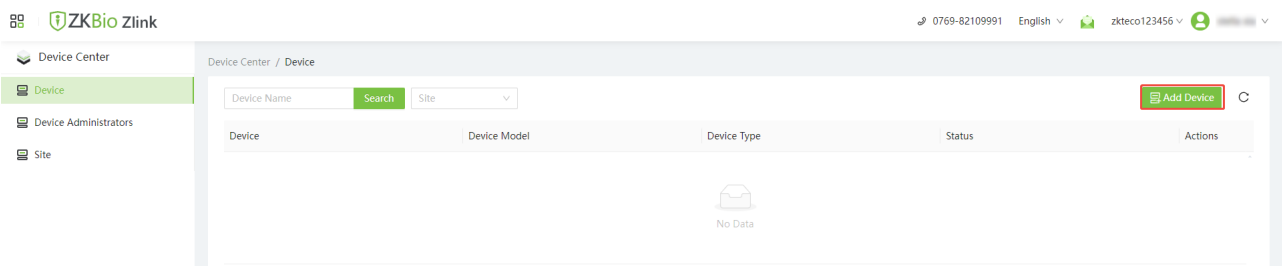 ZKBio Zlink 0769-82109991 English zkteco123456
Device Center
Device Center / Device
Device
Device Name Search Site Add Device
Device Administrators
Device Device Model Device Type Status Actions
Site
No Data